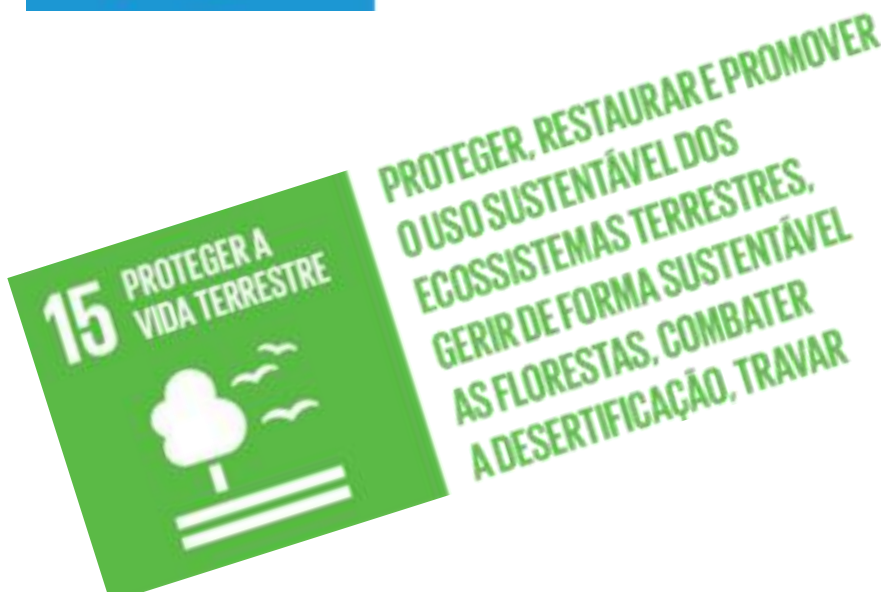 15
PROTEGER A
VIDA TERRESTRE
PROTEGER, RESTAURAR E PROMOVER
O USO SUSTENTÁVEL DOS
ECOSSISTEMAS TERRESTRES,
GERIR DE FORMA SUSTENTÁVEL
AS FLORESTAS, COMBATER
A DESERTIFICAÇÃO, TRAVAR